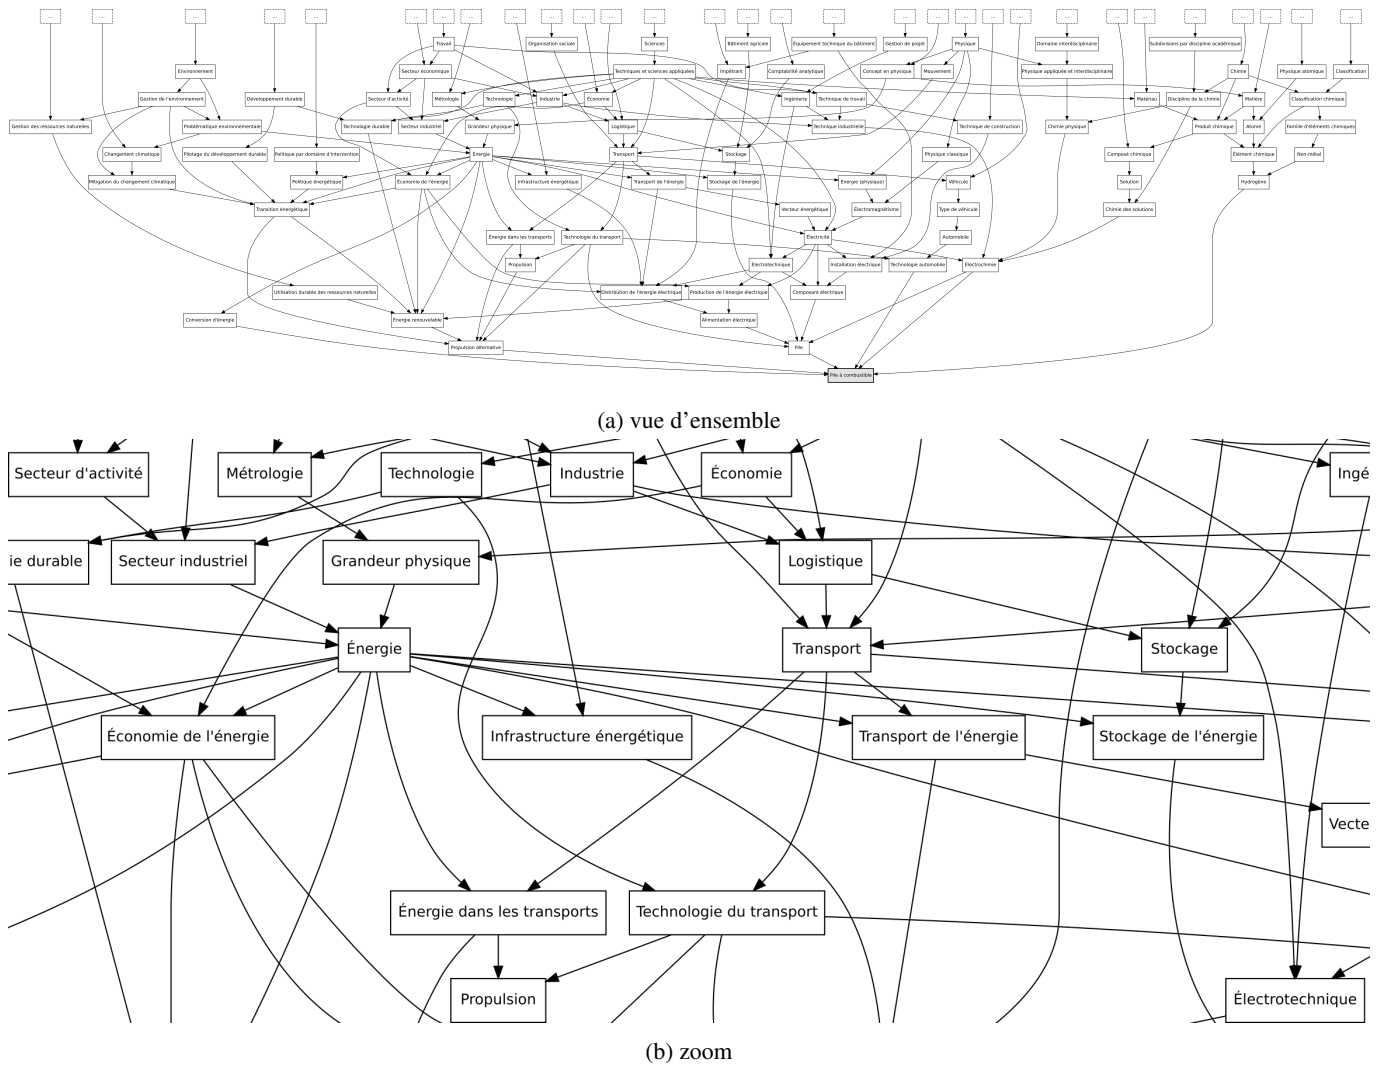 ... ... ... ... ... ... ... ... ... ... ... ... ... ... ... ... ... ... ... ... ... ... ... ... ... ...
Travail
Organisation sociale
Sciences
Bâtiment agricole
Équipement technique du bâtiment
Gestion de projet
Physique
Domaine interdisciplinaire
Subdivisions par discipline académique
Environnement
Secteur économique
Techniques et sciences appliquées
Impétrant
Comptabilité analytique
Concept en physique
Mouvement
Physique appliquée et interdisciplinaire
Chimie
Physique atomique
Classification
Gestion de l'environnement
Développement durable
Secteur d'activité
Métrologie
Technologie
Industrie
Économie
Ingénierie
Technique de travail
Matériau
Discipline de la chimie
Matière
Classification chimique
Gestion des ressources naturelles
Problématique environnementale
Technologie durable
Secteur industriel
Grandeur physique
Logistique
Technique industrielle
Technique de construction
Chimie physique
Produit chimique
Atome
Famille d'éléments chimiques
Changement climatique
Pilotage du développement durable
Politique par domaine d'intervention
Énergie
Transport
Stockage
Physique classique
Composé chimique
Élément chimique
Non-métal
Mitigation du changement climatique
Politique énergétique
Économie de l'énergie
Infrastructure énergétique
Transport de l'énergie
Stockage de l'énergie
Énergie (physique)
Véhicule
Solution
Hydrogène
Transition énergétique
Vecteur énergétique
Électromagnétisme
Type de véhicule
Chimie des solutions
Énergie dans les transports
Technologie du transport
Électricité
Automobile
Propulsion
Électrotechnique
Installation électrique
Technologie automobile
Électrochimie
Utilisation durable des ressources naturelles
Distribution de l'énergie électrique
Production de l'énergie électrique
Composant électrique
Conversion d'énergie
Énergie renouvelable
Alimentation électrique
Propulsion alternative
Pile
Pile à combustible
(a) vue d'ensemble
Secteur d'activité
Métrologie
Technologie
Industrie
Économie
Ingé
ie durable
Secteur industriel
Grandeur physique
Logistique
Énergie
Transport
Stockage
Économie de l'énergie
Infrastructure énergétique
Transport de l'énergie
Stockage de l'énergie
Vecte
Énergie dans les transports
Technologie du transport
Propulsion
Électrotechnique
(b) zoom